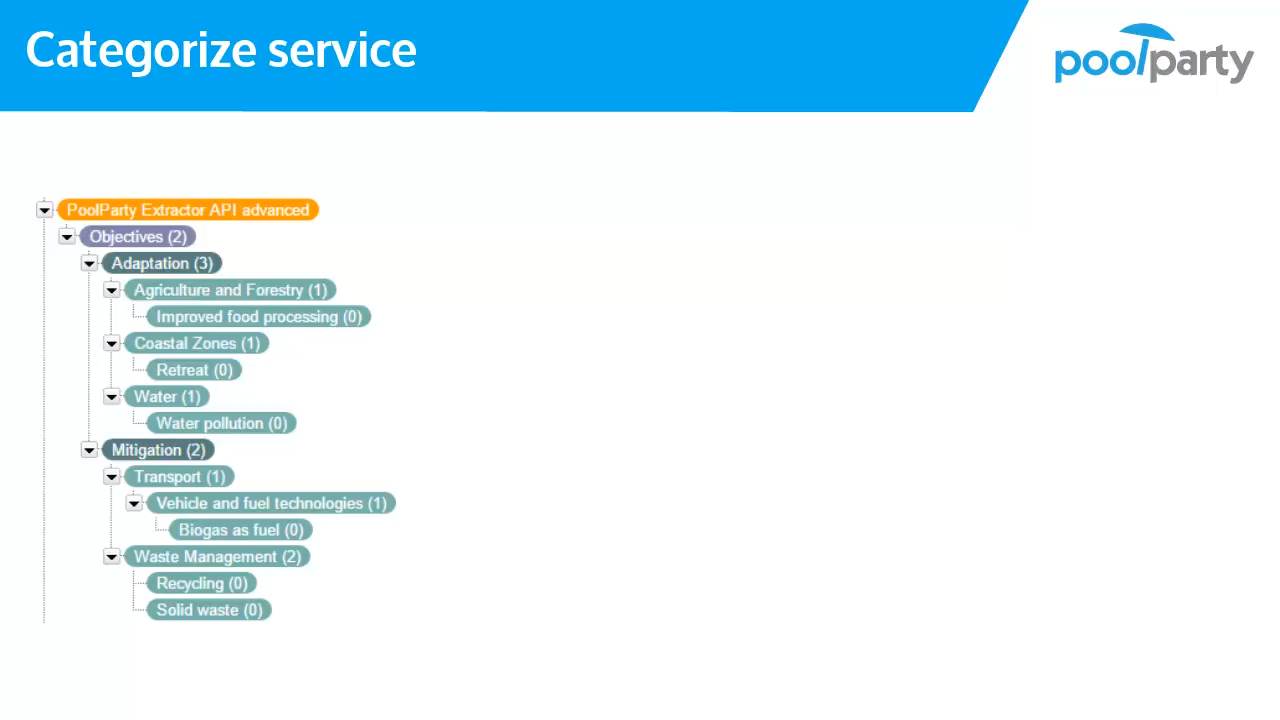 Categorize service
poolparty
PoolParty Extractor API advanced
Objectives (2)
Adaptation (3)
Agriculture and Forestry (1)
Improved food processing (0)
Coastal Zones (1)
Retreat (0)
Water (1)
Water pollution (0)
Mitigation (2)
Transport (1)
Vehicle and fuel technologies (1)
Biogas as fuel (0)
Waste Management (2)
Recycling (0)
Solid waste (0)